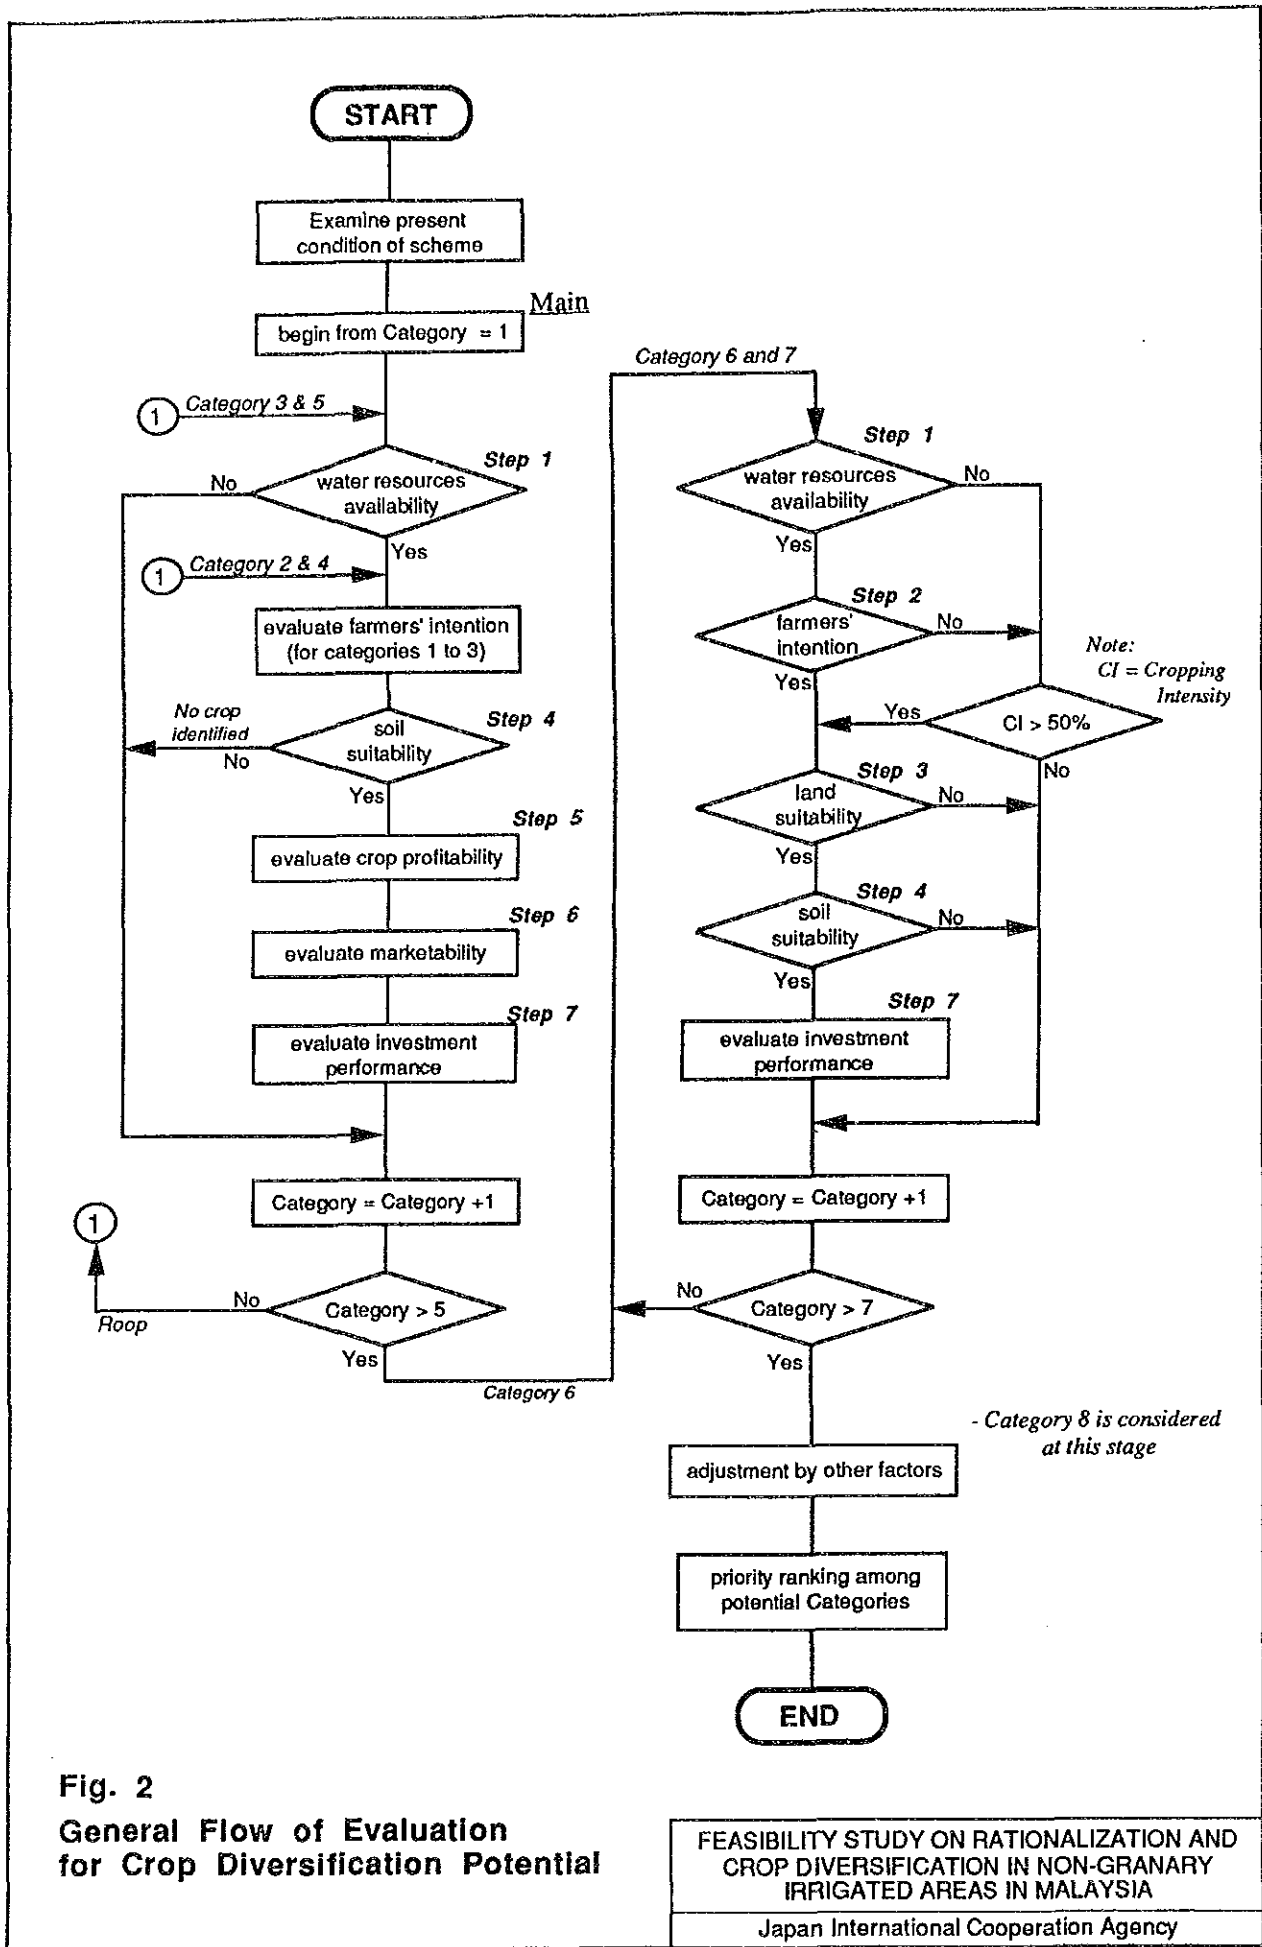 START
Examine present
condition of scheme
Main
begin from Category = 1
1
Category 3 & 5
Step 1
No
water resources
availability
Yes
1
Category 2 & 4
evaluate farmers' intention
(for categories 1 to 3)
No crop
identified
Step 4
soil
suitability
No
Yes
Step 5
evaluate crop profitability
Step 6
evaluate marketability
Step 7
evaluate investment
performance
Category = Category +1
1
No
Category > 5
Roop
Yes
Category 6
Category 6 and 7
Step 1
water resources
availability
No
Yes
Step 2
farmers'
intention
No
Yes
Note:
CI = Cropping
Intensity
Yes
CI > 50%
No
Step 3
land
suitability
No
Yes
Step 4
soil
suitability
No
Yes
Step 7
evaluate investment
performance
Category = Category +1
No
Category > 7
Yes
- Category 8 is considered
at this stage
adjustment by other factors
priority ranking among
potential Categories
END
Fig. 2
General Flow of Evaluation
for Crop Diversification Potential
FEASIBILITY STUDY ON RATIONALIZATION AND
CROP DIVERSIFICATION IN NON-GRANARY
IRRIGATED AREAS IN MALAYSIA
Japan International Cooperation Agency